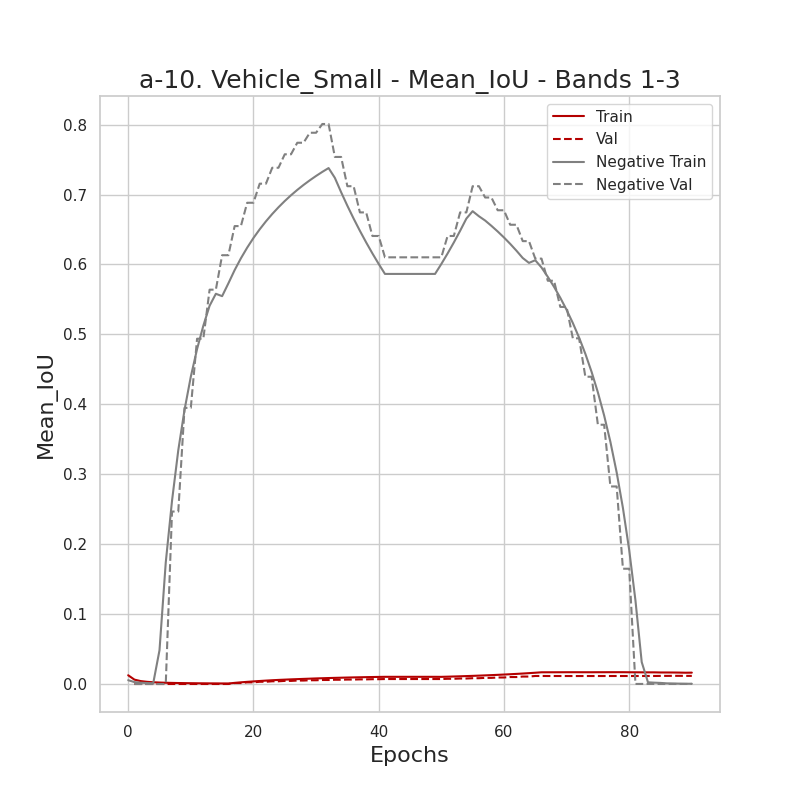 a-10. Vehicle_Small - Mean_IoU - Bands 1-3
Train
Val
Negative Train
Negative Val
Mean_IoU
0.8
0.7
0.6
0.5
0.4
0.3
0.2
0.1
0.0
0 20 40 60 80
Epochs